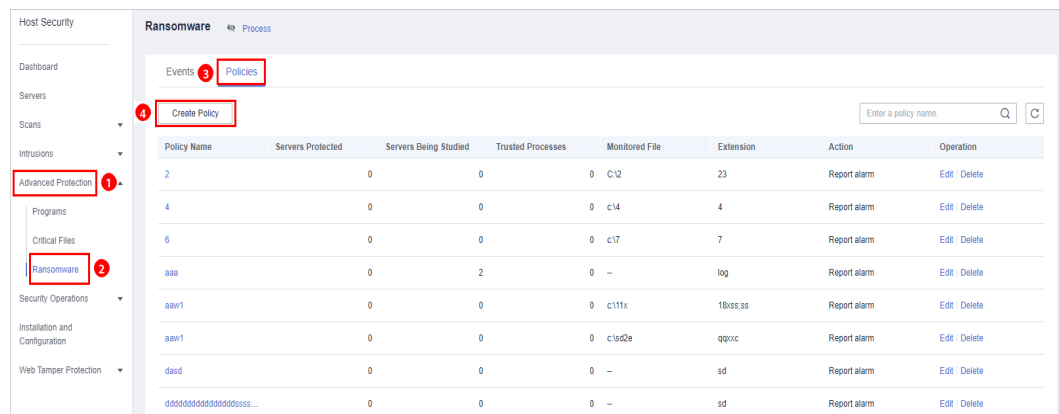 Host Security
Dashboard
Servers
Scans
Intrusions
Advanced Protection 1
Programs
Critical Files
Ransomware 2
Security Operations
Installation and
Configuration
Web Tamper Protection
Ransomware Process
Events 3 Policies
4 Create Policy Enter a policy name.
Policy Name Servers Protected Servers Being Studied Trusted Processes Monitored File Extension Action Operation
2 0 0 0 C:\2 23 Report alarm Edit | Delete
4 0 0 0 c:\4 4 Report alarm Edit | Delete
6 0 0 0 c:\7 7 Report alarm Edit | Delete
aaa 0 2 0 -- log Report alarm Edit | Delete
aaw1 0 0 0 c:\11x 18xss;ss Report alarm Edit | Delete
aaw1 0 0 0 c:\sd2e qqxxc Report alarm Edit | Delete
dasd 0 0 0 -- sd Report alarm Edit | Delete
dddddddddddddddssss... 0 0 0 -- sd Report alarm Edit | Delete